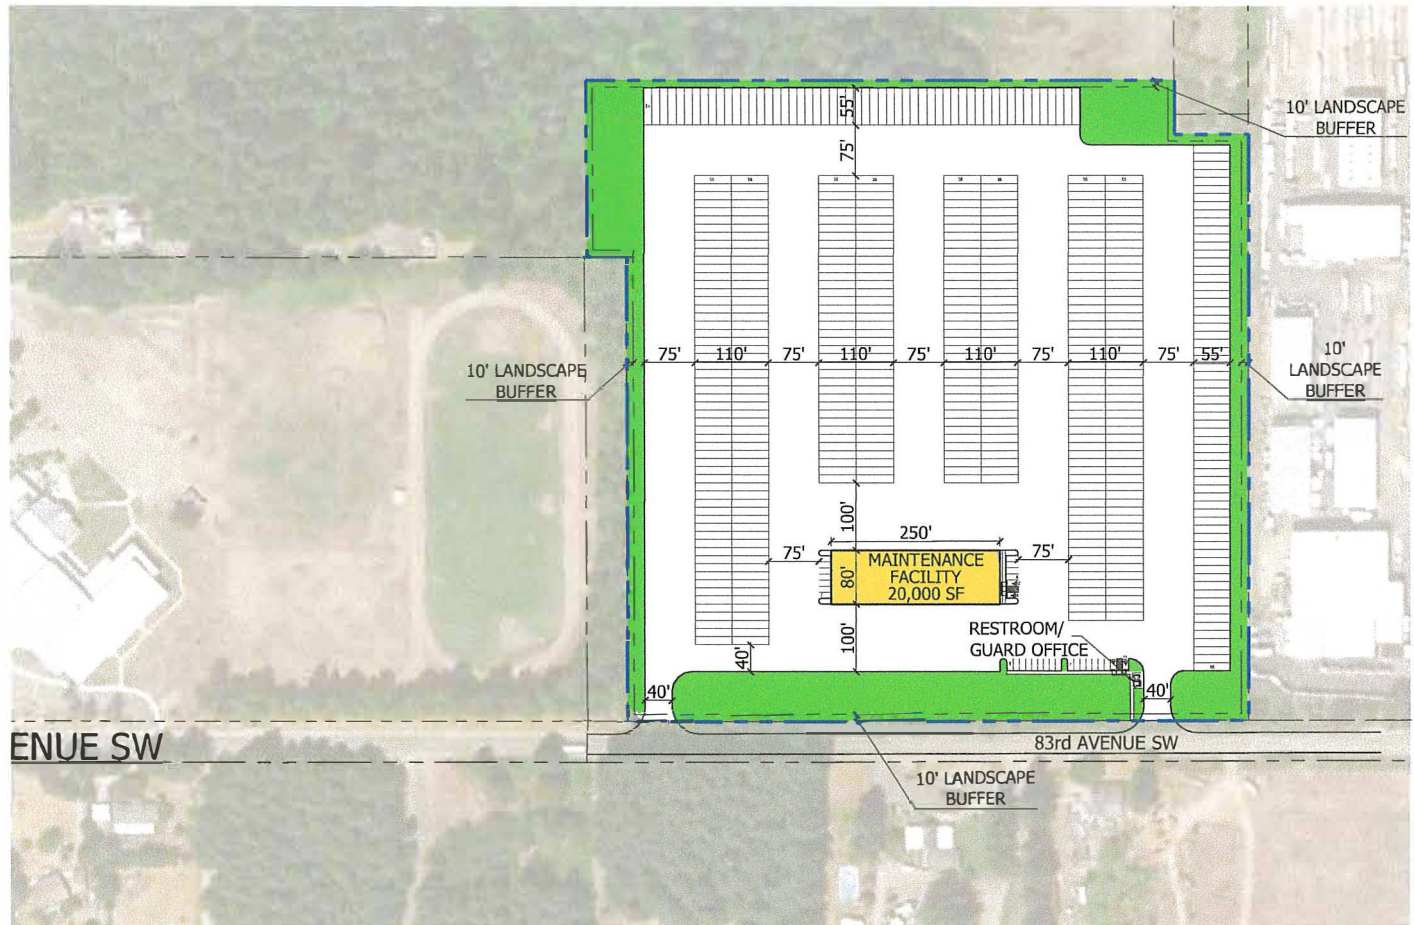 10' LANDSCAPE
BUFFER
55'
75'
75'
110'
75'
110'
75'
110'
75'
110'
75'
55'
10' LANDSCAPE
BUFFER
10'
LANDSCAPE
BUFFER
100'
250'
75'
75'
80'
MAINTENANCE
FACILITY
20,000 SF
100'
RESTROOM/
GUARD OFFICE
40'
40'
40'
ENUE SW
83rd AVENUE SW
10' LANDSCAPE
BUFFER